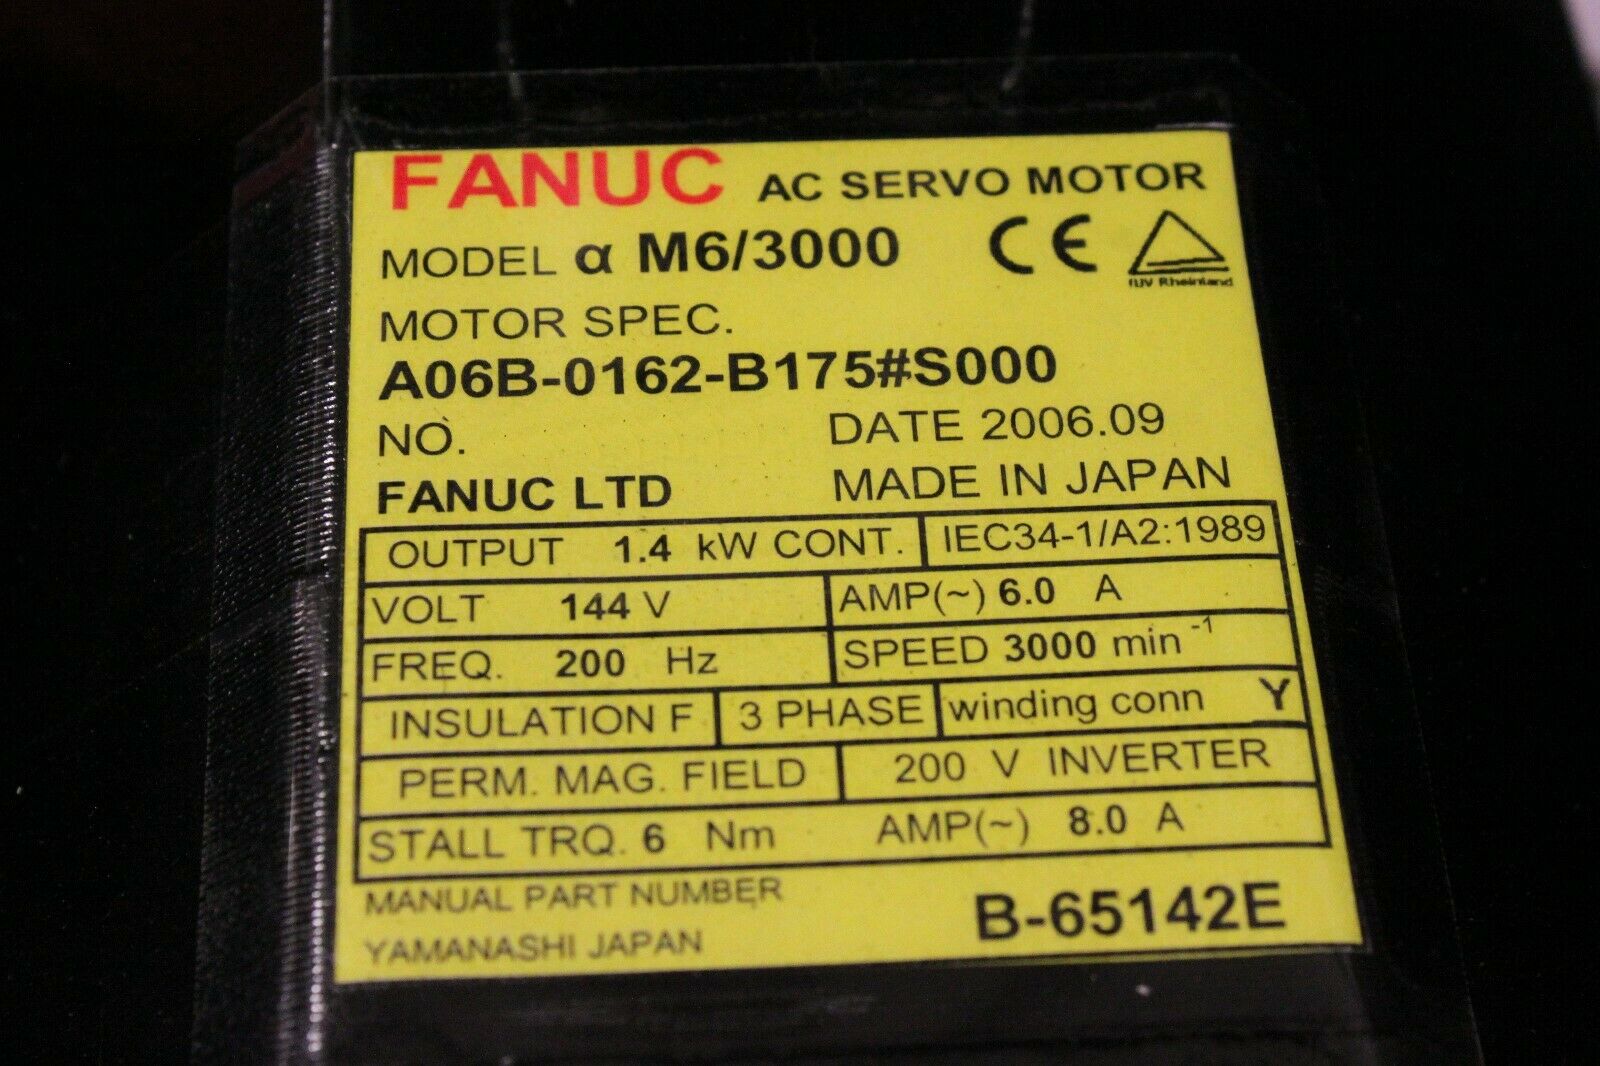 FANUC AC SERVO MOTOR
MODEL α M6/3000 CE
TUV Rheinland
MOTOR SPEC.
A06B-0162-B175#S000
NO. DATE 2006.09
FANUC LTD MADE IN JAPAN
OUTPUT 1.4 kW CONT. IEC34-1/A2:1989
VOLT 144 V AMP(~) 6.0 A
FREQ. 200 Hz SPEED 3000 min⁻¹
INSULATION F 3 PHASE winding conn Y
PERM. MAG. FIELD 200 V INVERTER
STALL TRQ. 6 Nm AMP(~) 8.0 A
MANUAL PART NUMBER B-65142E
YAMANASHI JAPAN